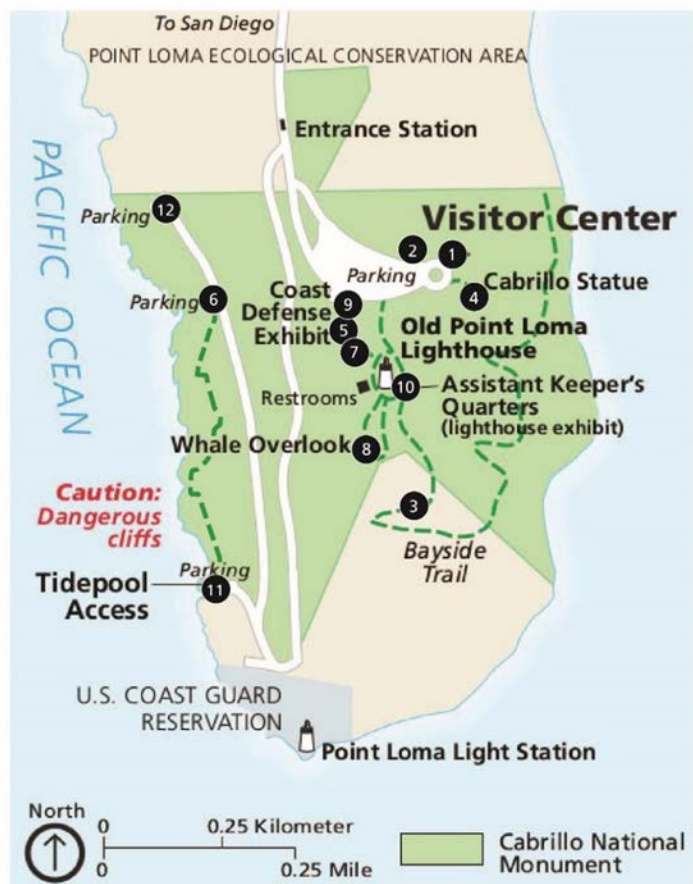 To San Diego
POINT LOMA ECOLOGICAL CONSERVATION AREA
PACIFIC OCEAN
Entrance Station
Parking
12
Visitor Center
2
1
Parking
Cabrillo Statue
4
Parking
6
Coast
Defense
Exhibit
9
5
7
Old Point Loma
Lighthouse
Restrooms
10
Assistant Keeper's
Quarters
(lighthouse exhibit)
Whale Overlook
8
Caution:
Dangerous
cliffs
3
Bayside
Trail
Parking
Tidepool
Access
11
U.S. COAST GUARD
RESERVATION
Point Loma Light Station
North
0
0.25 Kilometer
0
0.25 Mile
Cabrillo National
Monument